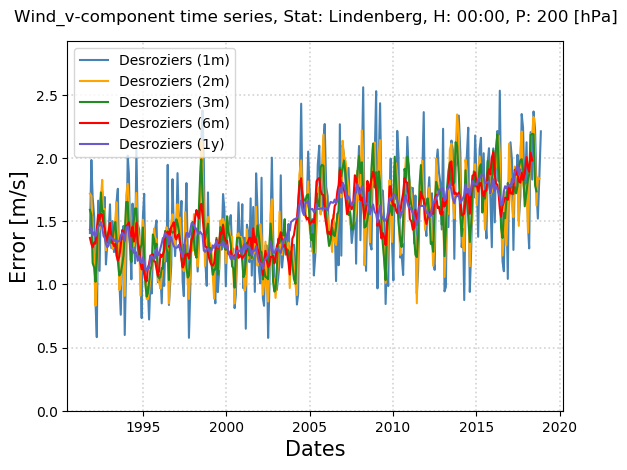 Wind_v-component time series, Stat: Lindenberg, H: 00:00, P: 200 [hPa]
Desroziers (1m)
Desroziers (2m)
Desroziers (3m)
Desroziers (6m)
Desroziers (1y)
Error [m/s]
2.5
2.0
1.5
1.0
0.5
0.0
1995 2000 2005 2010 2015 2020
Dates